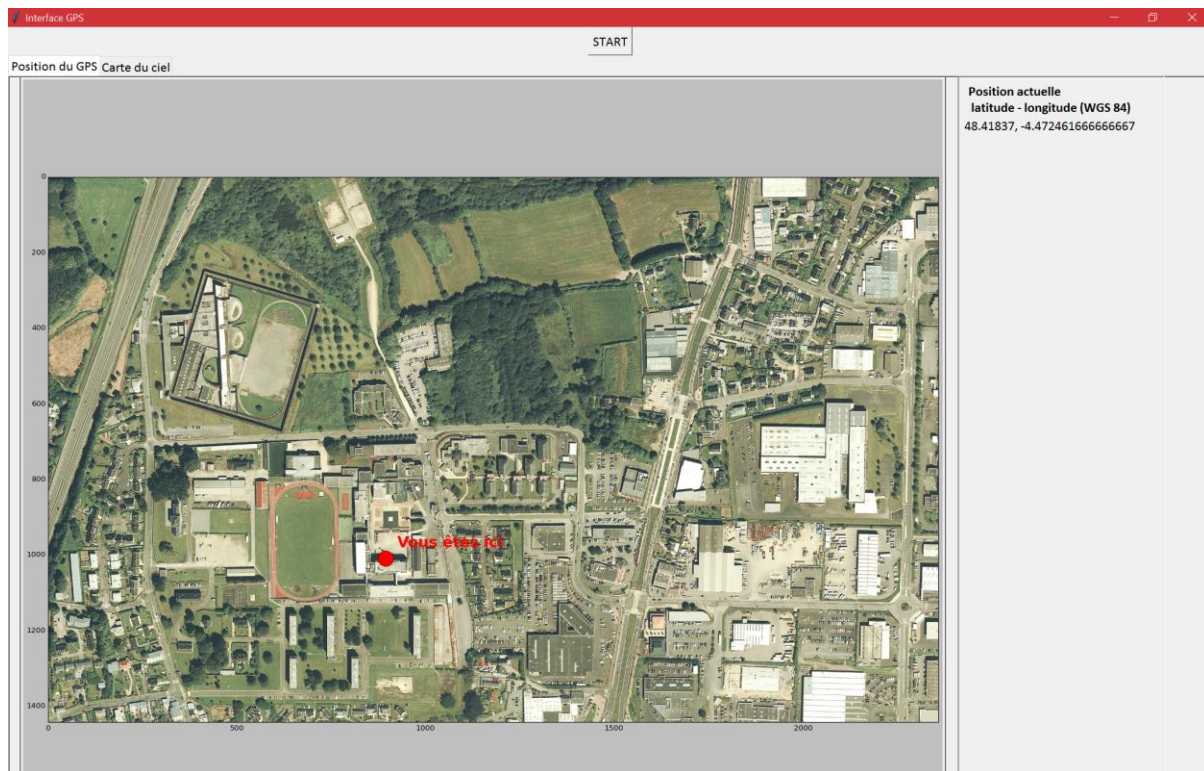 Interface GPS
START
Position du GPS Carte du ciel
Position actuelle
latitude - longitude (WGS 84)
48.41837, -4.472461666666667
0
200
400
600
800
1000
1200
1400
Vous êtes ici
0 500 1000 1500 2000